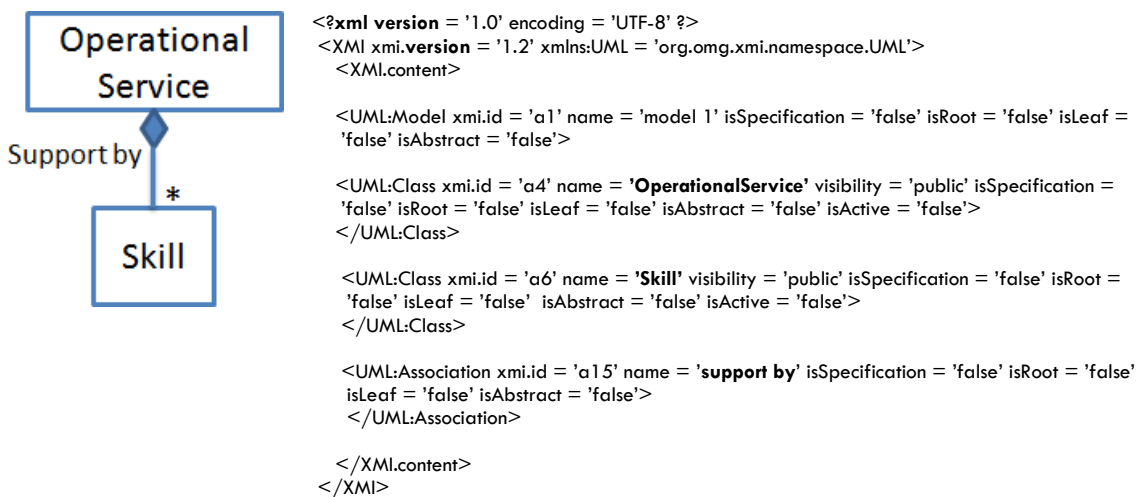 Operational
Service
Support by
*
Skill
<?xml version = '1.0' encoding = 'UTF-8' ?>
<XMI xmi.version = '1.2' xmlns:UML = 'org.omg.xmi.namespace.UML'>
<XMI.content>
<UML:Model xmi.id = 'a1' name = 'model 1' isSpecification = 'false' isRoot = 'false' isLeaf =
'false' isAbstract = 'false'>
<UML:Class xmi.id = 'a4' name = 'OperationalService' visibility = 'public' isSpecification =
'false' isRoot = 'false' isLeaf = 'false' isAbstract = 'false' isActive = 'false'>
</UML:Class>
<UML:Class xmi.id = 'a6' name = 'Skill' visibility = 'public' isSpecification = 'false' isRoot =
'false' isLeaf = 'false' isAbstract = 'false' isActive = 'false'>
</UML:Class>
<UML:Association xmi.id = 'a15' name = 'support by' isSpecification = 'false' isRoot = 'false'
isLeaf = 'false' isAbstract = 'false'>
</UML:Association>
</XMI.content>
</XMI>